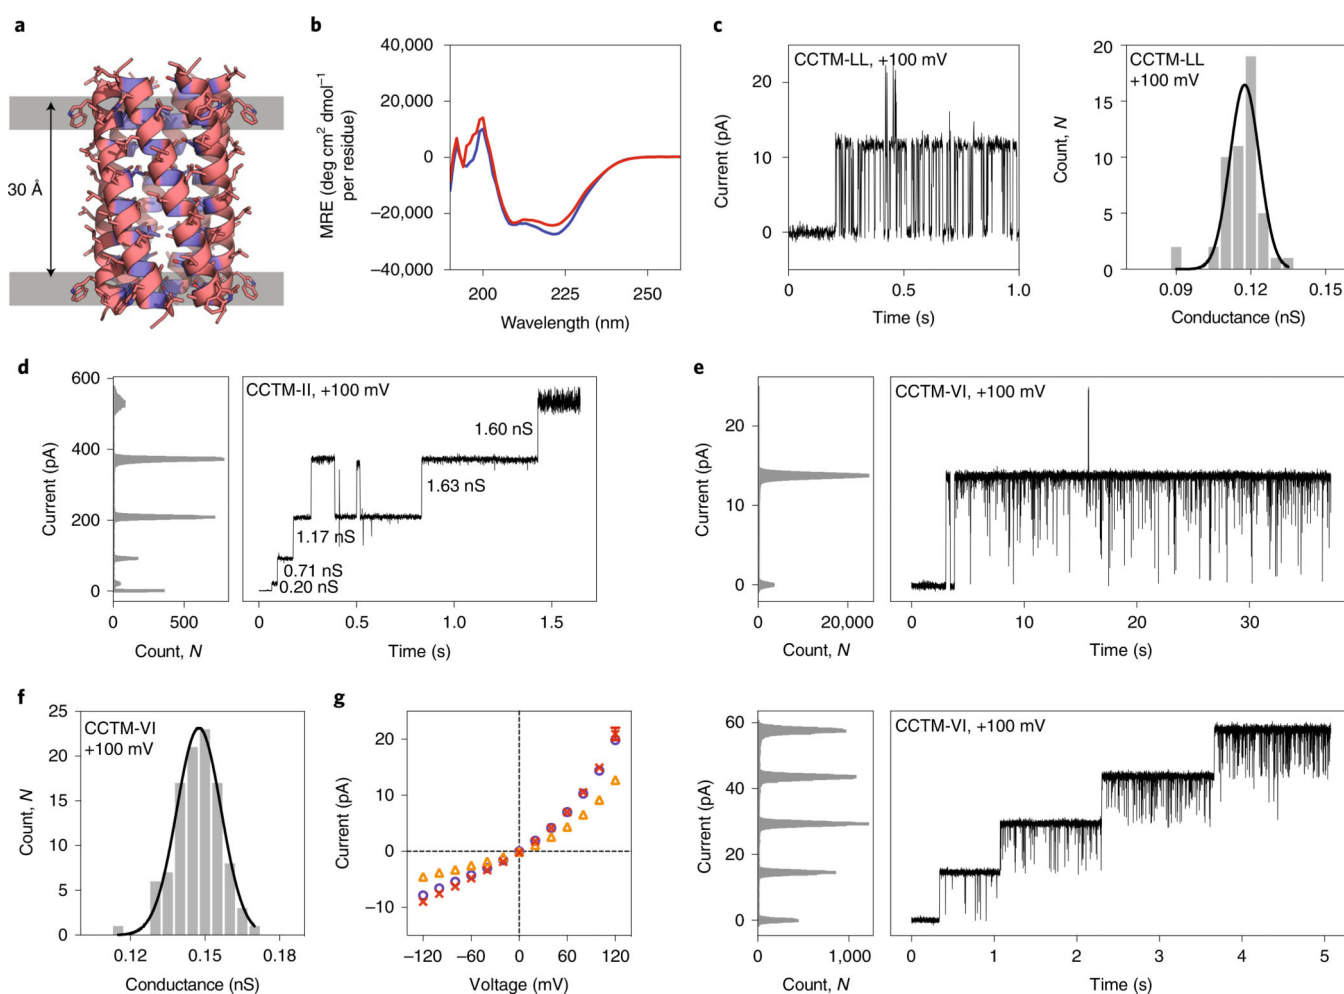 a
30 Å
b
MRE (deg cm² dmol⁻¹
per residue)
40,000
20,000
0
−20,000
−40,000
200
225
250
Wavelength (nm)
c
CCTM-LL, +100 mV
Current (pA)
20
10
0
0
0.5
1.0
Time (s)
CCTM-LL
+100 mV
Count, N
20
15
10
5
0
0.09
0.12
0.15
Conductance (nS)
d
Current (pA)
600
400
200
0
0
500
Count, N
CCTM-II, +100 mV
1.60 nS
1.63 nS
1.17 nS
0.71 nS
0.20 nS
0
0.5
1.0
1.5
Time (s)
e
Current (pA)
20
10
0
0
20,000
Count, N
CCTM-VI, +100 mV
0
10
20
30
Time (s)
f
CCTM-VI
+100 mV
Count, N
25
20
15
10
5
0
0.12
0.15
0.18
Conductance (nS)
g
Current (pA)
20
10
0
−10
−120
−60
0
60
120
Voltage (mV)
Current (pA)
60
40
20
0
0
1,000
Count, N
CCTM-VI, +100 mV
0
1
2
3
4
5
Time (s)